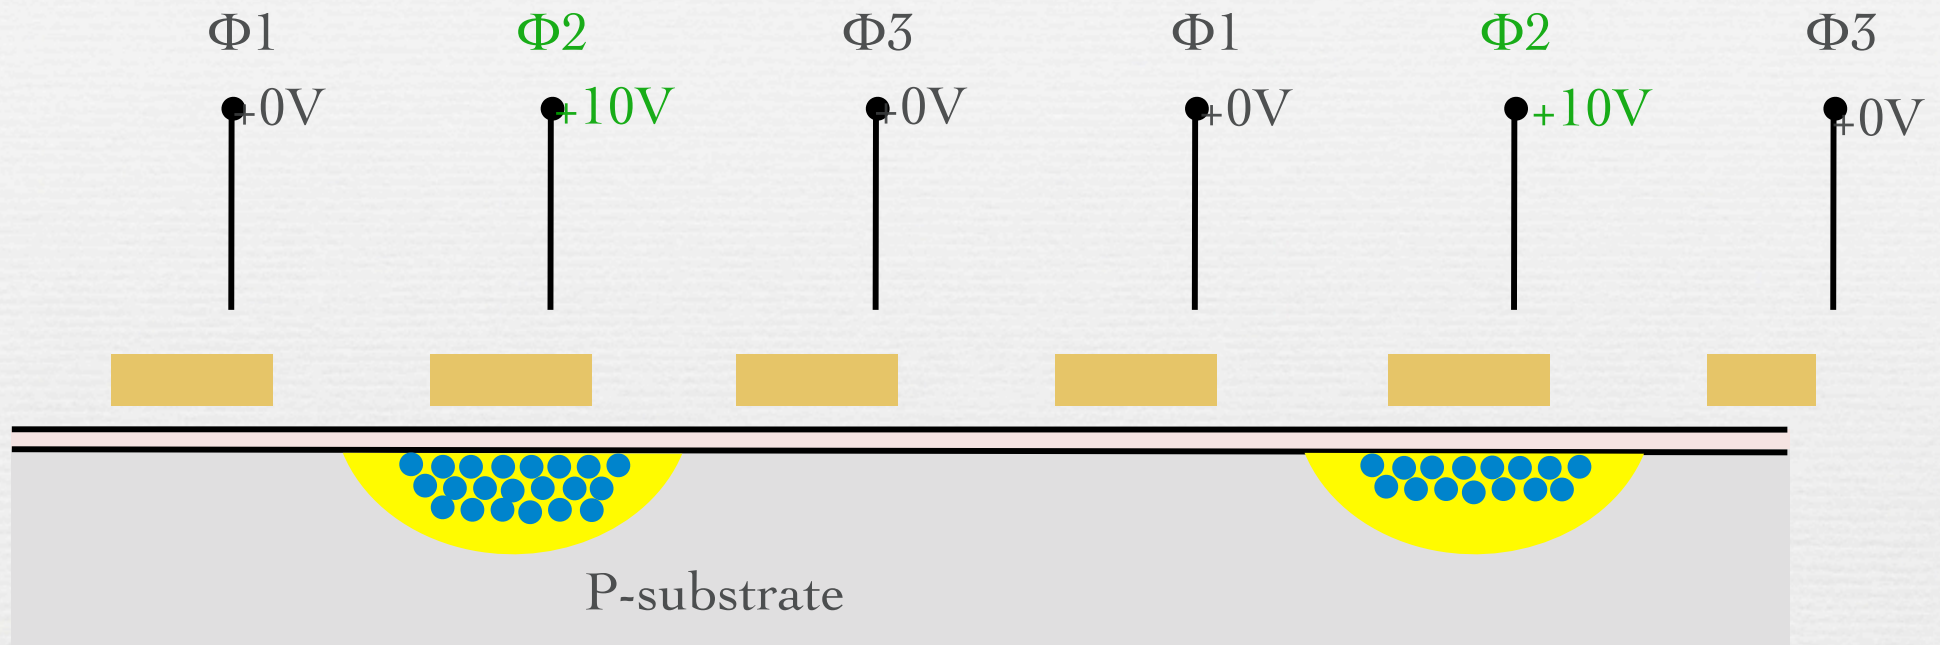 Φ1 Φ2 Φ3 Φ1 Φ2 Φ3
+0V +10V +0V +0V +10V +0V
P-substrate